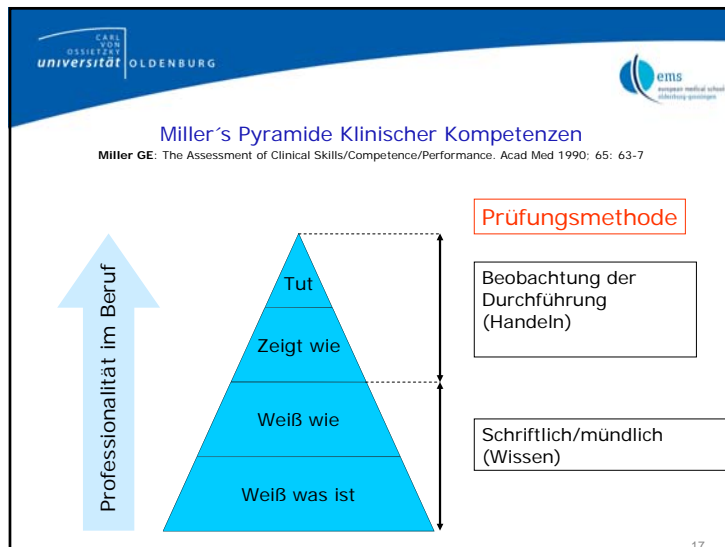 CARL
VON
OSSIETZKY
universität OLDENBURG
ems
european medical school
oldenburg-groningen
Miller´s Pyramide Klinischer Kompetenzen
Miller GE: The Assessment of Clinical Skills/Competence/Performance. Acad Med 1990; 65: 63-7
Professionalität im Beruf
Tut
Zeigt wie
Weiß wie
Weiß was ist
Prüfungsmethode
Beobachtung der
Durchführung
(Handeln)
Schriftlich/mündlich
(Wissen)
17